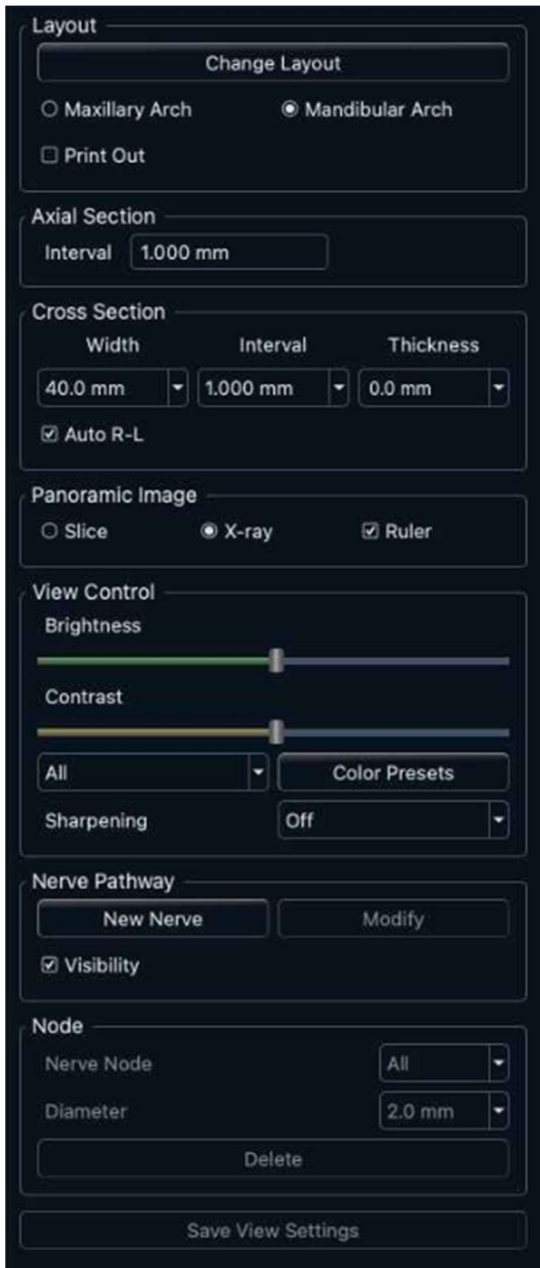 Layout
Change Layout
Maxillary Arch Mandibular Arch
Print Out
Axial Section
Interval 1.000 mm
Cross Section
Width Interval Thickness
40.0 mm 1.000 mm 0.0 mm
Auto R-L
Panoramic Image
Slice X-ray Ruler
View Control
Brightness
Contrast
All Color Presets
Sharpening Off
Nerve Pathway
New Nerve Modify
Visibility
Node
Nerve Node All
Diameter 2.0 mm
Delete
Save View Settings